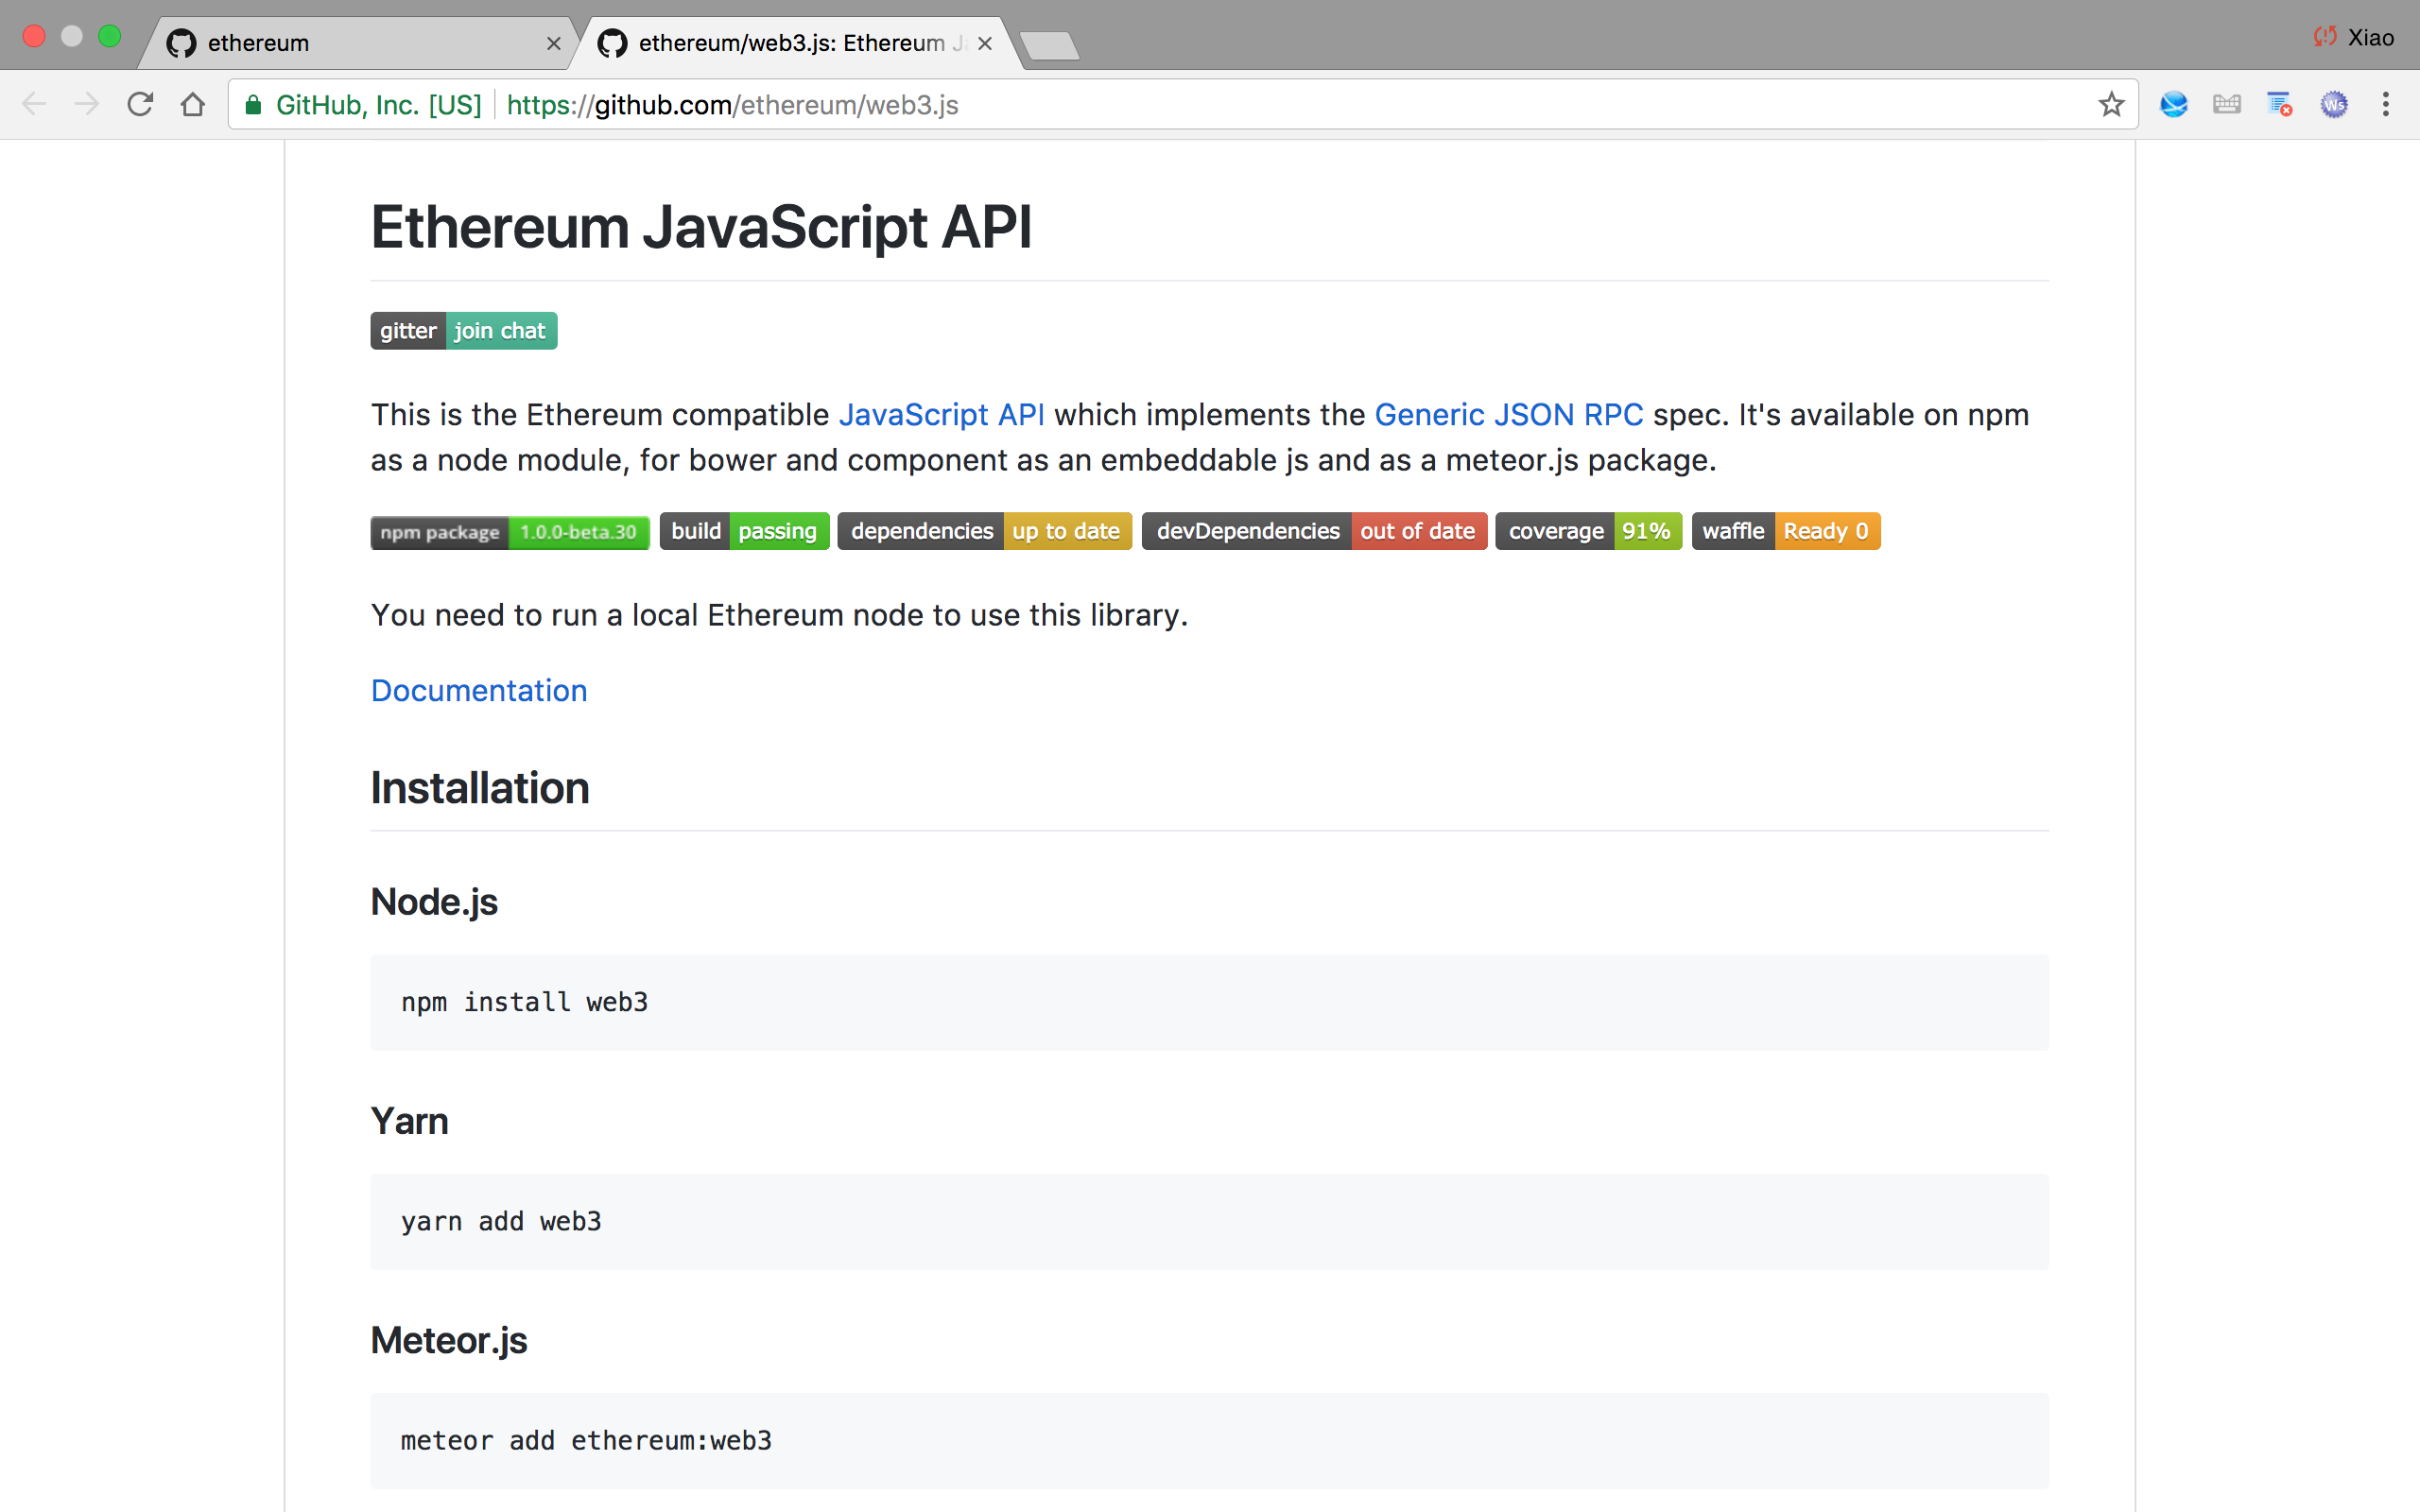 ethereum
ethereum/web3.js: Ethereum
Xiao
GitHub, Inc. [US] https://github.com/ethereum/web3.js
Ws
Ethereum JavaScript API
gitter join chat
This is the Ethereum compatible JavaScript API which implements the Generic JSON RPC spec. It's available on npm
as a node module, for bower and component as an embeddable js and as a meteor.js package.
npm package 1.0.0-beta.30 build passing dependencies up to date devDependencies out of date coverage 91% waffle Ready 0
You need to run a local Ethereum node to use this library.
Documentation
Installation
Node.js
npm install web3
Yarn
yarn add web3
Meteor.js
meteor add ethereum:web3